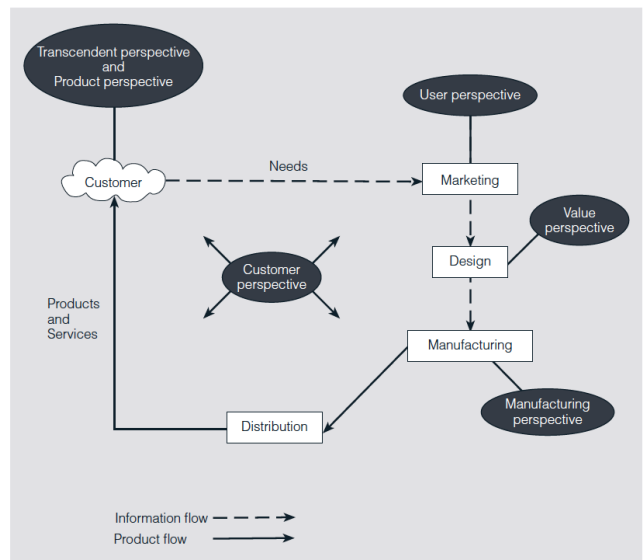 Transcendent perspective
and
Product perspective
User perspective
Needs
Customer
Marketing
Value
perspective
Design
Customer
perspective
Products
and
Services
Manufacturing
Manufacturing
perspective
Distribution
Information flow
Product flow